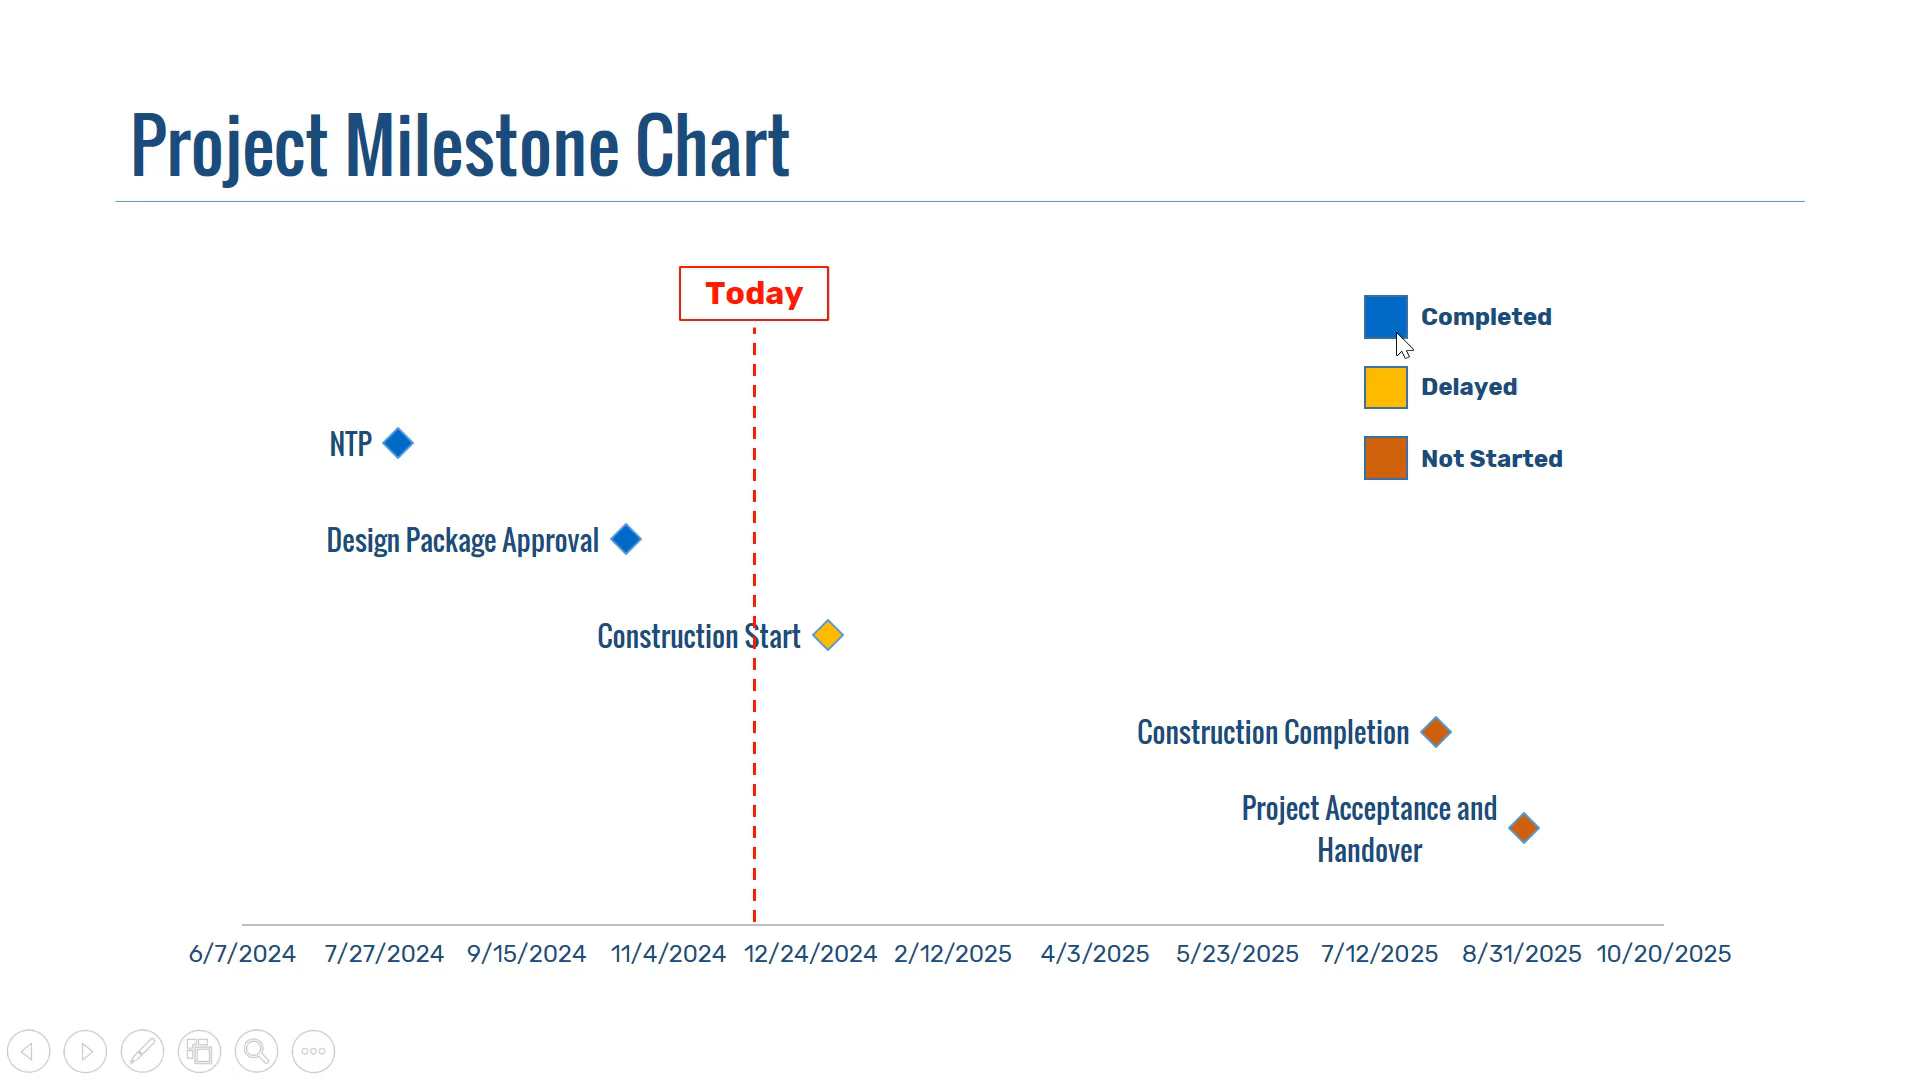 Project Milestone Chart
Today
Completed
Delayed
Not Started
NTP
Design Package Approval
Construction Start
Construction Completion
Project Acceptance and
Handover
6/7/2024 7/27/2024 9/15/2024 11/4/2024 12/24/2024 2/12/2025 4/3/2025 5/23/2025 7/12/2025 8/31/2025 10/20/2025